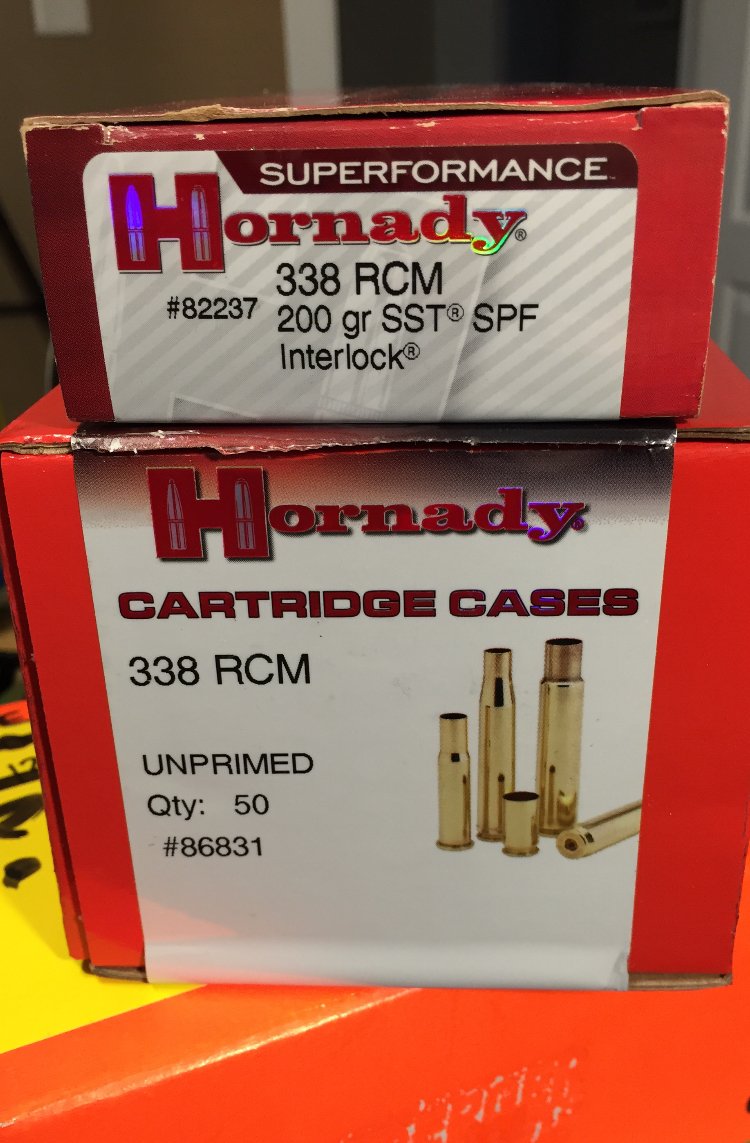 SUPERFORMANCE
Hornady®
338 RCM
#82237 200 gr SST® SPF
Interlock®
Hornady
CARTRIDGE CASES
338 RCM
UNPRIMED
Qty: 50
#86831